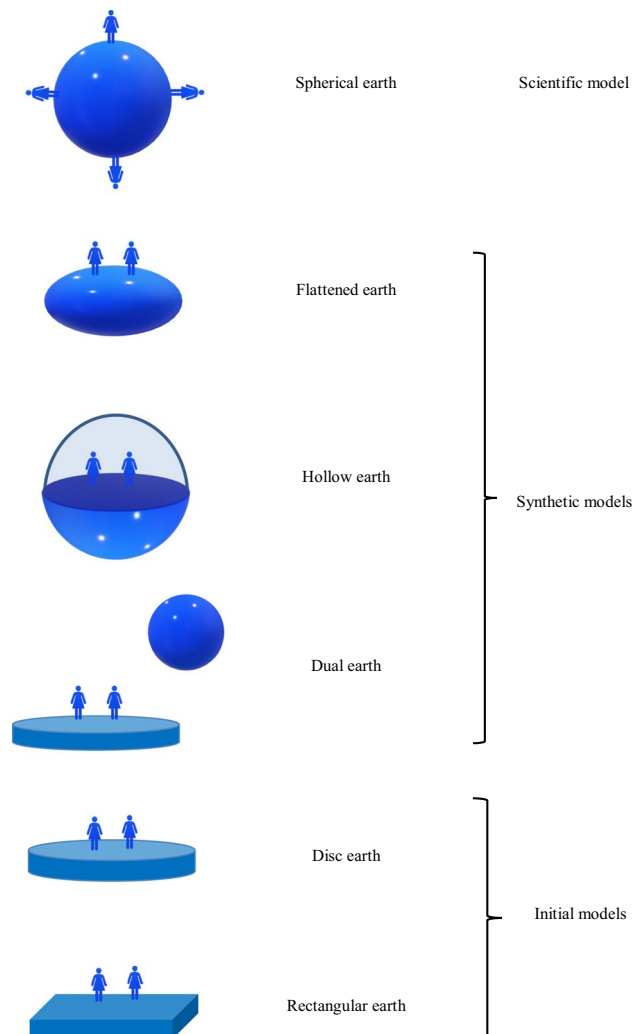 Spherical earth
Scientific model
Flattened earth
Hollow earth
Synthetic models
Dual earth
Disc earth
Initial models
Rectangular earth